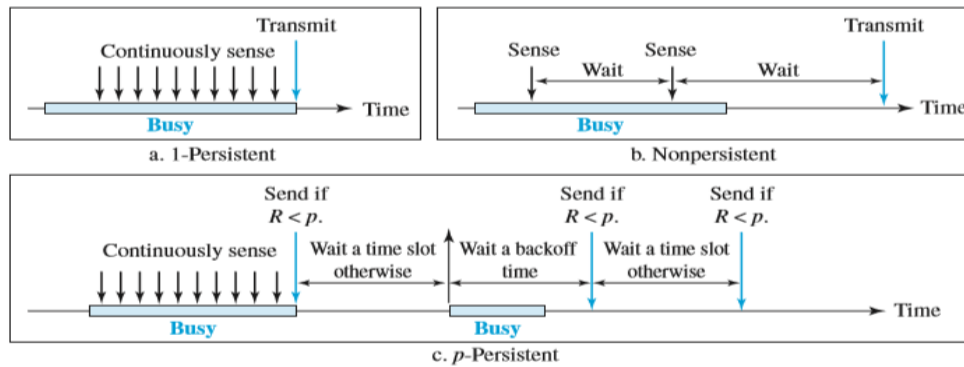 Transmit
Continuously sense
Time
Busy
a. 1-Persistent
Transmit
Sense
Sense
Wait
Wait
Time
Busy
b. Nonpersistent
Send if
R < p.
Send if
R < p.
Send if
R < p.
Continuously sense
Wait a time slot
otherwise
Wait a backoff
time
Wait a time slot
otherwise
Time
Busy
Busy
c. p-Persistent